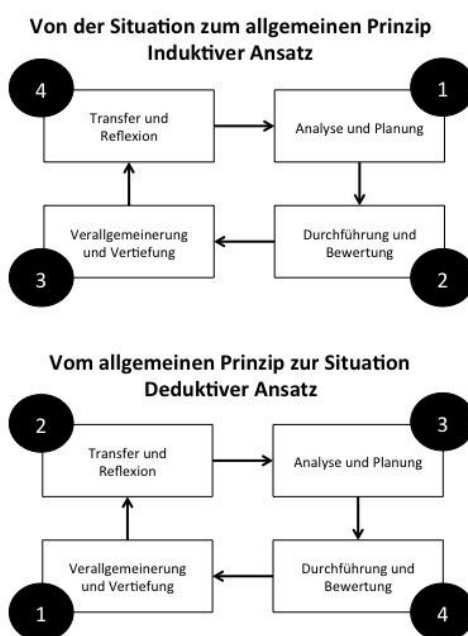 Von der Situation zum allgemeinen Prinzip
Induktiver Ansatz
4
Transfer und
Reflexion
1
Analyse und Planung
Verallgemeinerung
und Vertiefung
3
Durchführung und
Bewertung
2
Vom allgemeinen Prinzip zur Situation
Deduktiver Ansatz
2
Transfer und
Reflexion
3
Analyse und Planung
Verallgemeinerung
und Vertiefung
1
Durchführung und
Bewertung
4